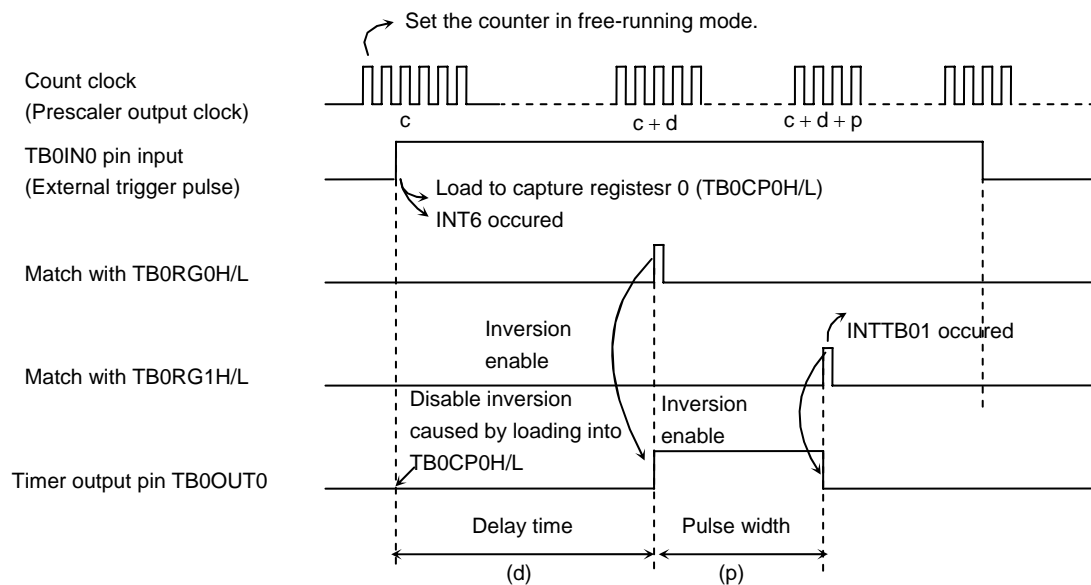 Set the counter in free-running mode.
Count clock
(Prescaler output clock)
c
c + d
c + d + p
TB0IN0 pin input
(External trigger pulse)
Load to capture registesr 0 (TB0CP0H/L)
INT6 occured
Match with TB0RG0H/L
Inversion
enable
INTTB01 occured
Match with TB0RG1H/L
Disable inversion
caused by loading into
TB0CP0H/L
Inversion
enable
Timer output pin TB0OUT0
Delay time
Pulse width
(d)
(p)